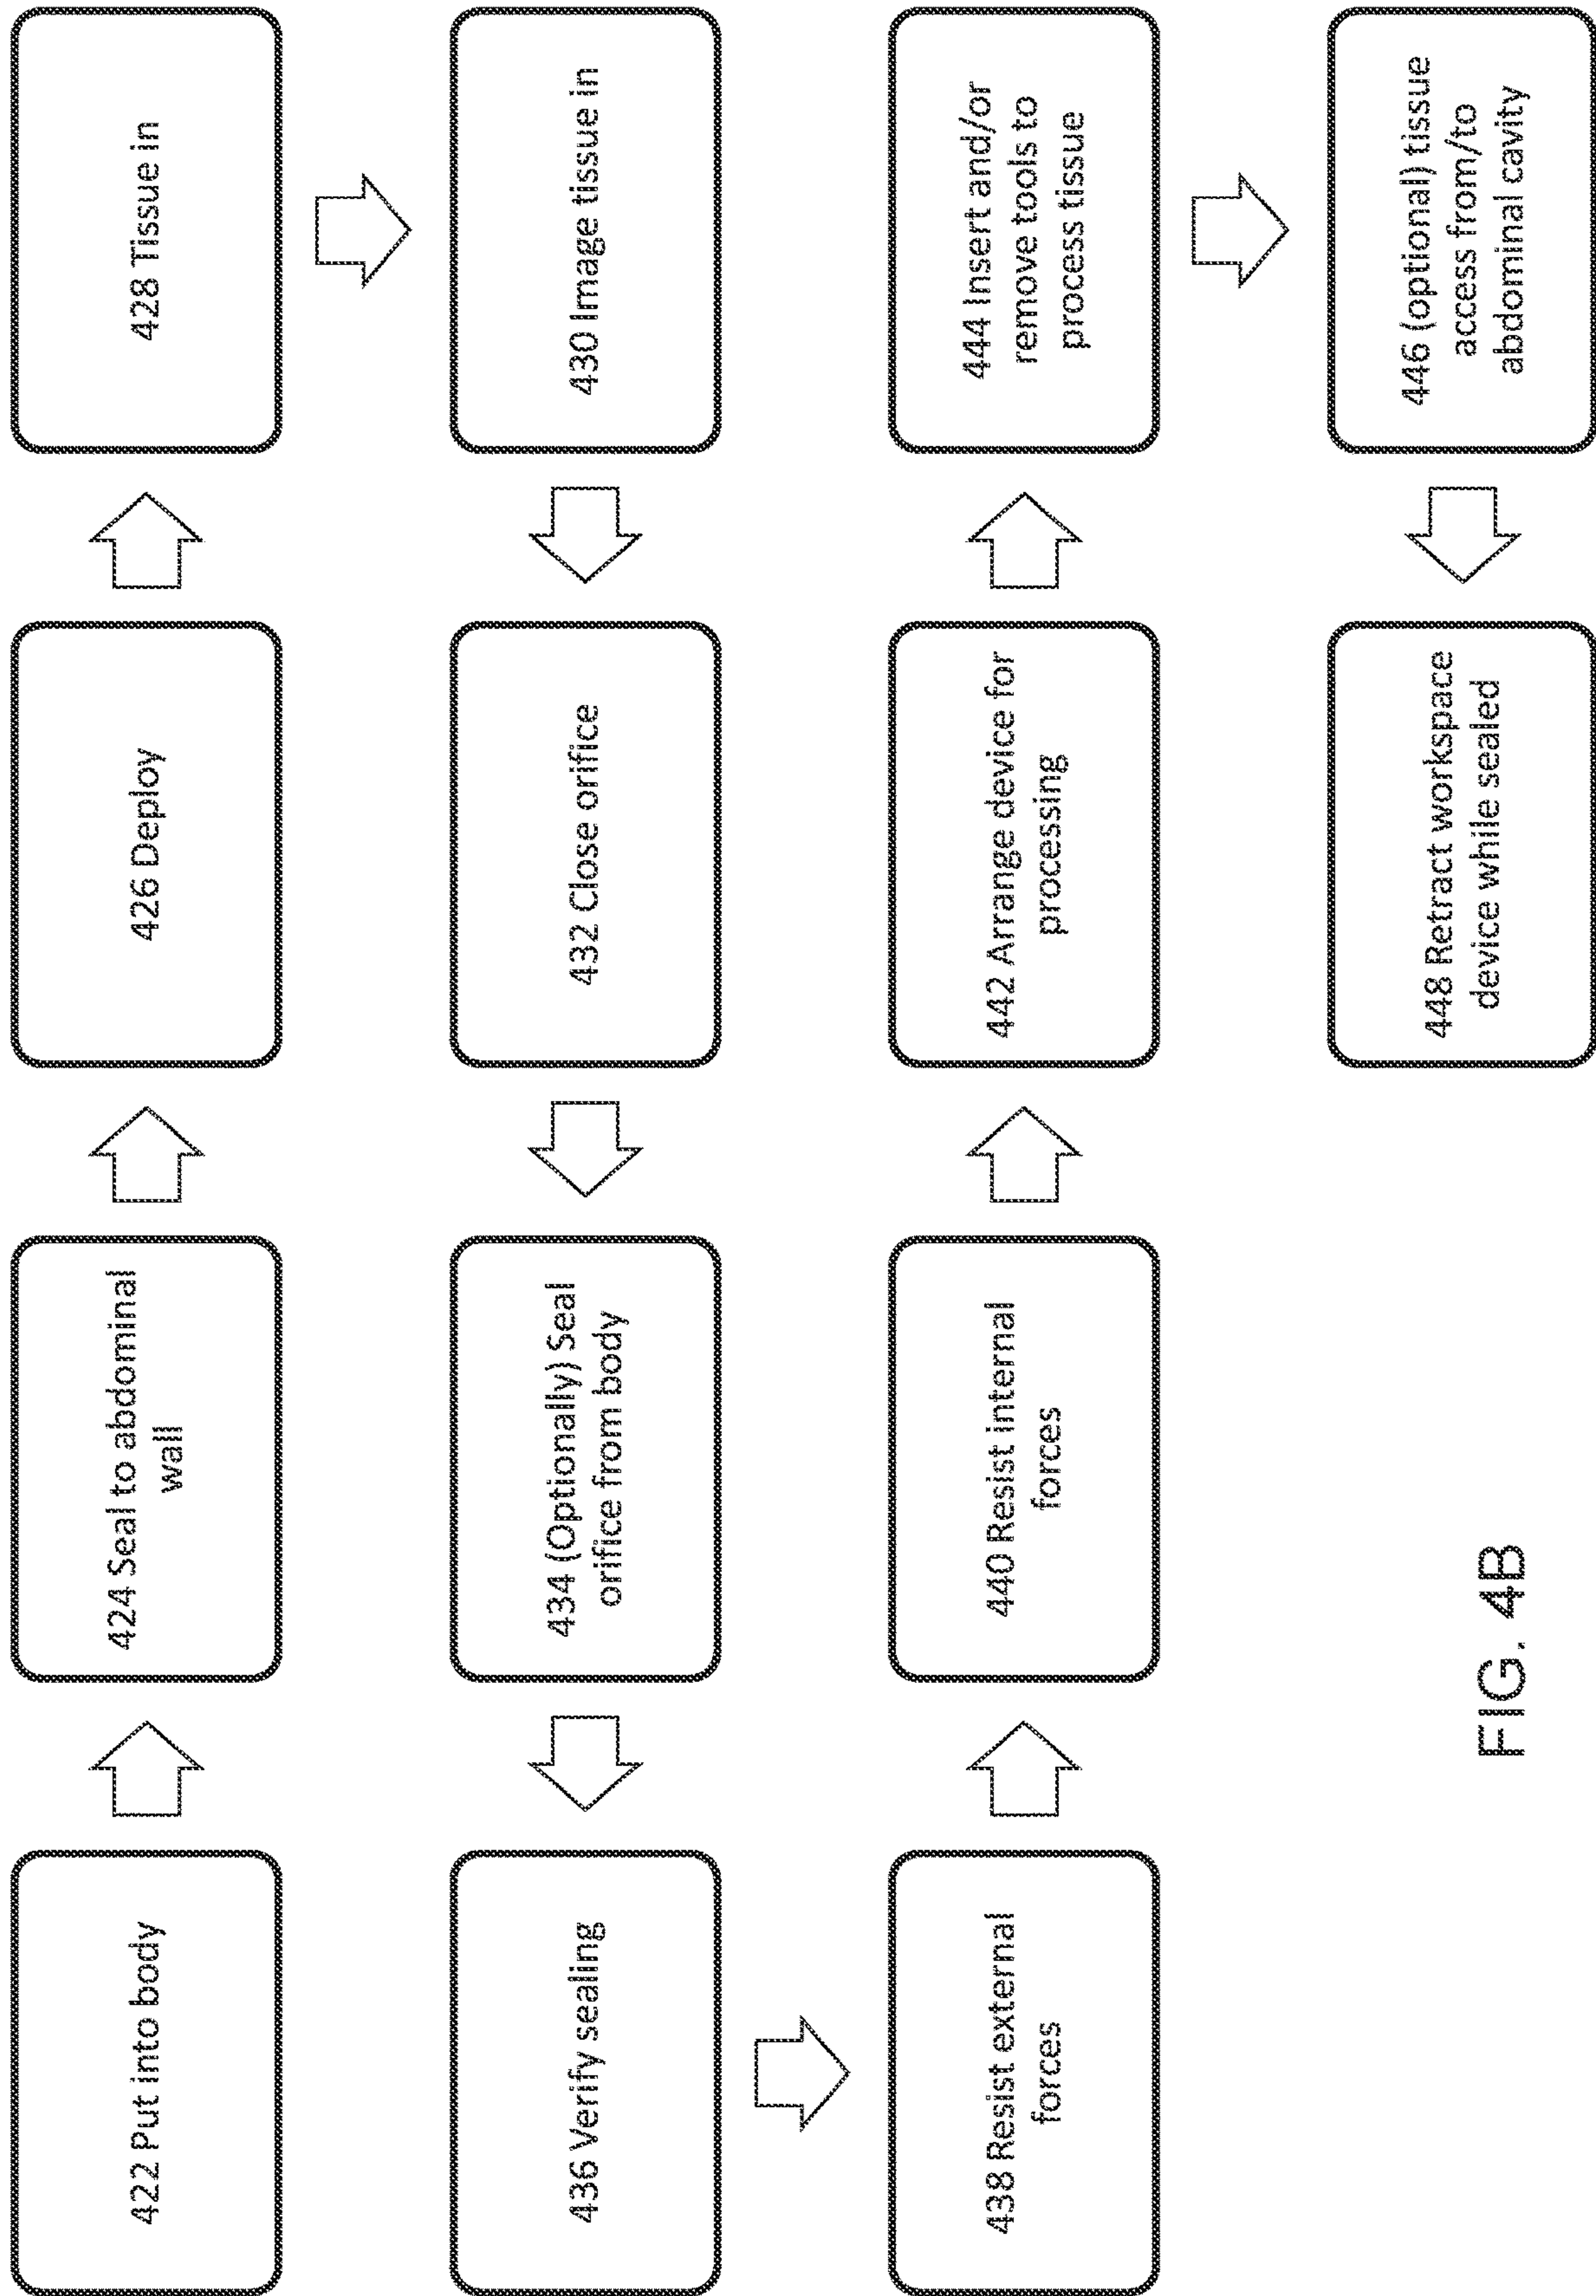 422 Put into body
424 Seal to abdominal
wall
426 Deploy
428 Tissue in
430 Image tissue in
432 Close orifice
434 (Optionally) Seal
orifice from body
436 Verify sealing
438 Resist external
forces
440 Resist internal
forces
442 Arrange device for
processing
444 Insert and/or
remove tools to
process tissue
446 (optional) tissue
access from/to
abdominal cavity
448 Retract workspace
device while sealed
FIG. 4B